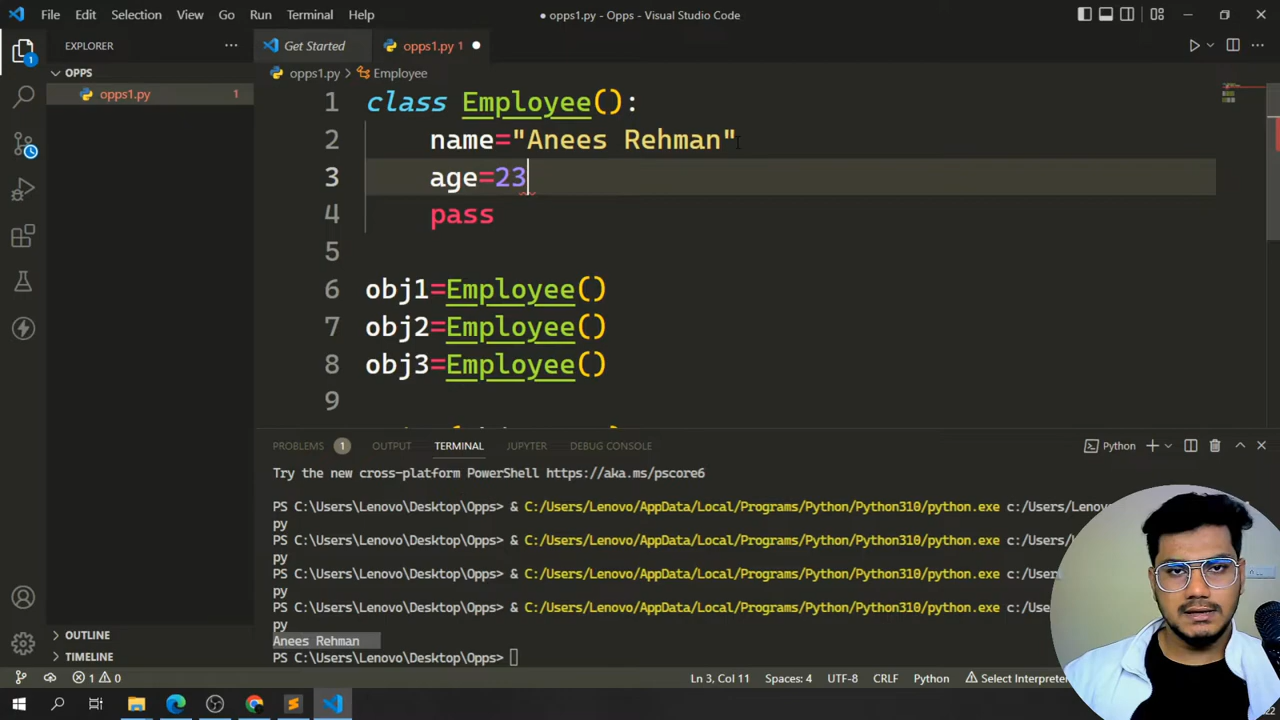 File Edit Selection View Go Run Terminal Help
● opps1.py - Opps - Visual Studio Code
EXPLORER
Get Started
opps1.py 1
OPPS
opps1.py > Employee
opps1.py 1
1 class Employee():
2 name="Anees Rehman"
3 age=23
4 pass
5
6 obj1=Employee()
7 obj2=Employee()
8 obj3=Employee()
9
PROBLEMS 1 OUTPUT TERMINAL JUPYTER DEBUG CONSOLE
Python
Try the new cross-platform PowerShell https://aka.ms/pscore6
PS C:\Users\Lenovo\Desktop\Opps> & C:/Users/Lenovo/AppData/Local/Programs/Python/Python310/python.exe c:/Users/Lenovo
py
PS C:\Users\Lenovo\Desktop\Opps> & C:/Users/Lenovo/AppData/Local/Programs/Python/Python310/python.exe c:/Users/
py
PS C:\Users\Lenovo\Desktop\Opps> & C:/Users/Lenovo/AppData/Local/Programs/Python/Python310/python.exe c:/User
py
PS C:\Users\Lenovo\Desktop\Opps> & C:/Users/Lenovo/AppData/Local/Programs/Python/Python310/python.exe c:/Us
py
Anees Rehman
PS C:\Users\Lenovo\Desktop\Opps>
OUTLINE
TIMELINE
1 0
Ln 3, Col 11 Spaces: 4 UTF-8 CRLF Python Select Interpreter